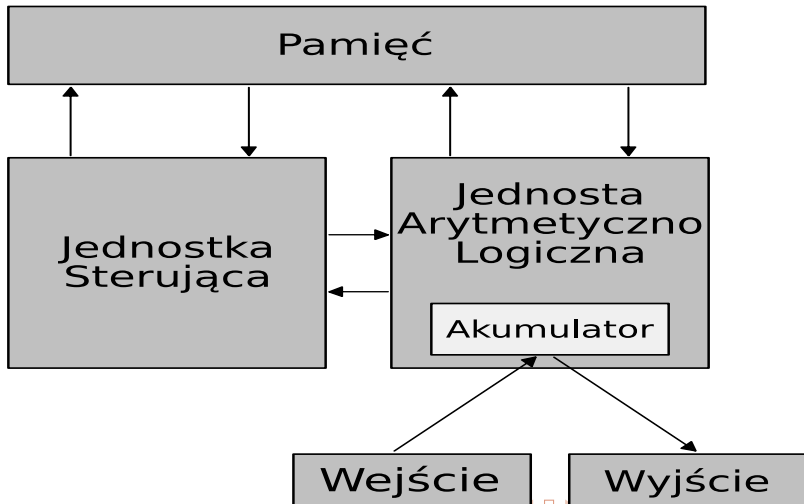 Pamięć
Jednostka
Sterująca
Jednosta
Arytmetyczno
Logiczna
Akumulator
Wejście
Wyjście